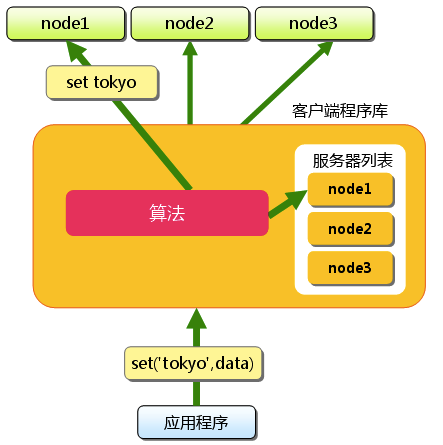 node1
node2
node3
set tokyo
客户端程序库
服务器列表
node1
算法
node2
node3
set('tokyo',data)
应用程序